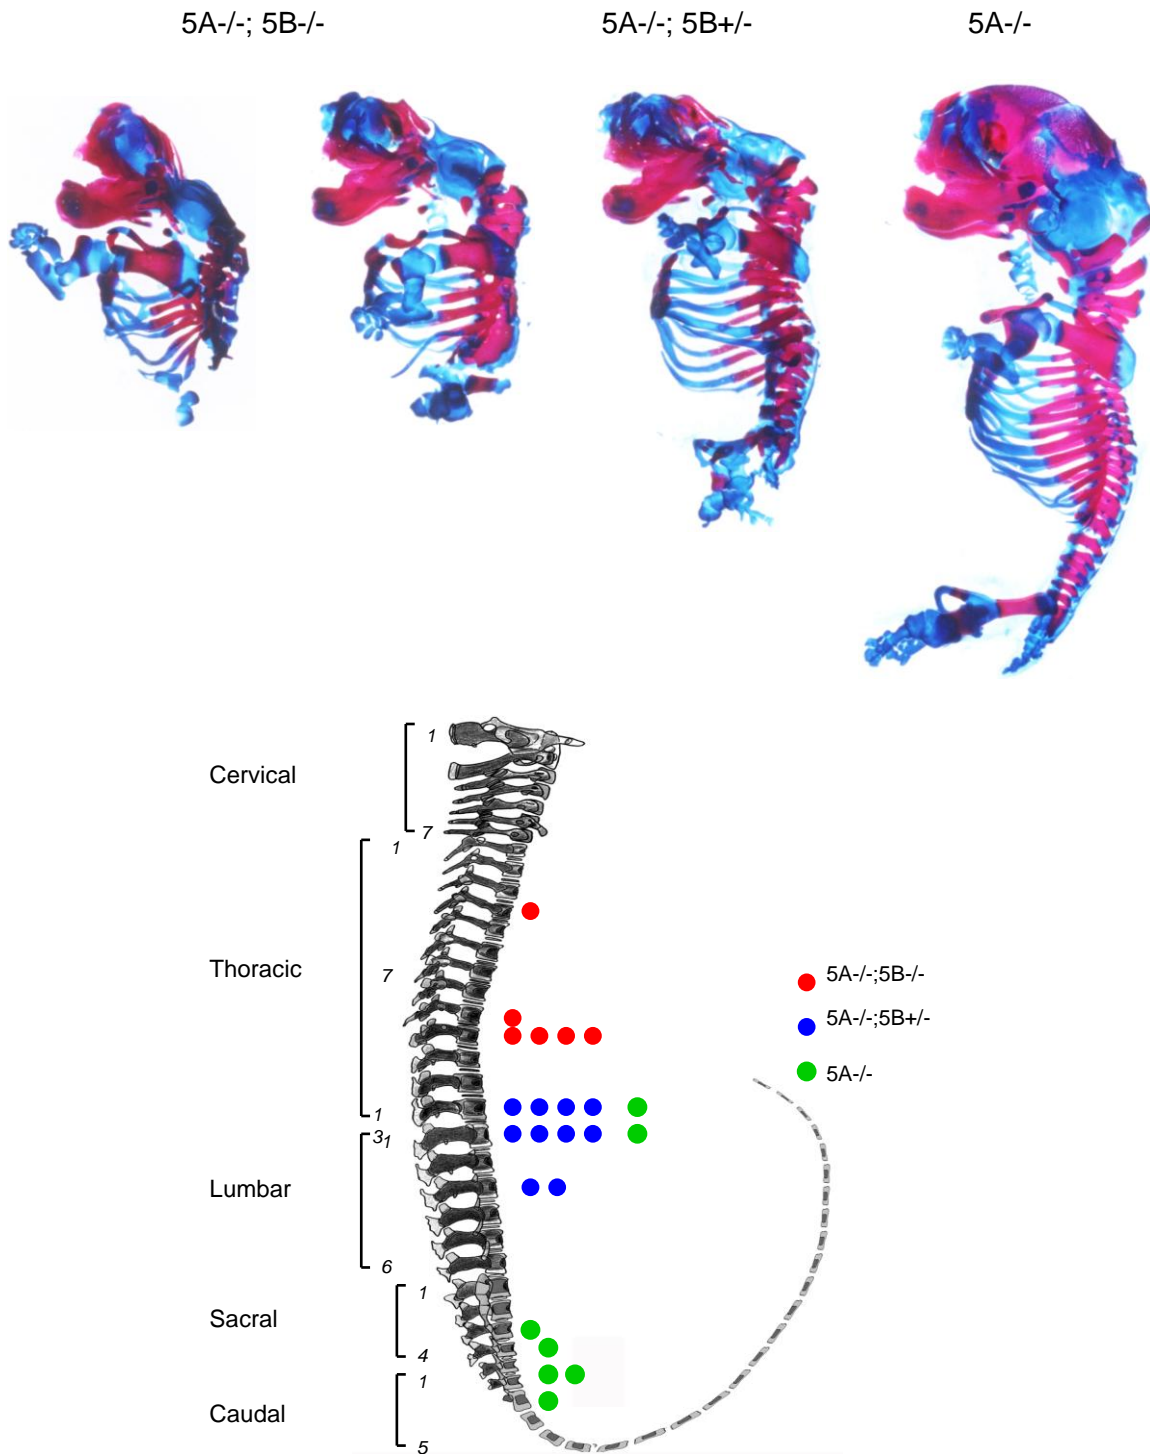 5A-/-; 5B-/-
5A-/-; 5B+/-
5A-/-
Cervical
1
7
Thoracic
1
7
1
3
Lumbar
1
6
Sacral
1
4
Caudal
1
5
5A-/-;5B-/-
5A-/-;5B+/-
5A-/-